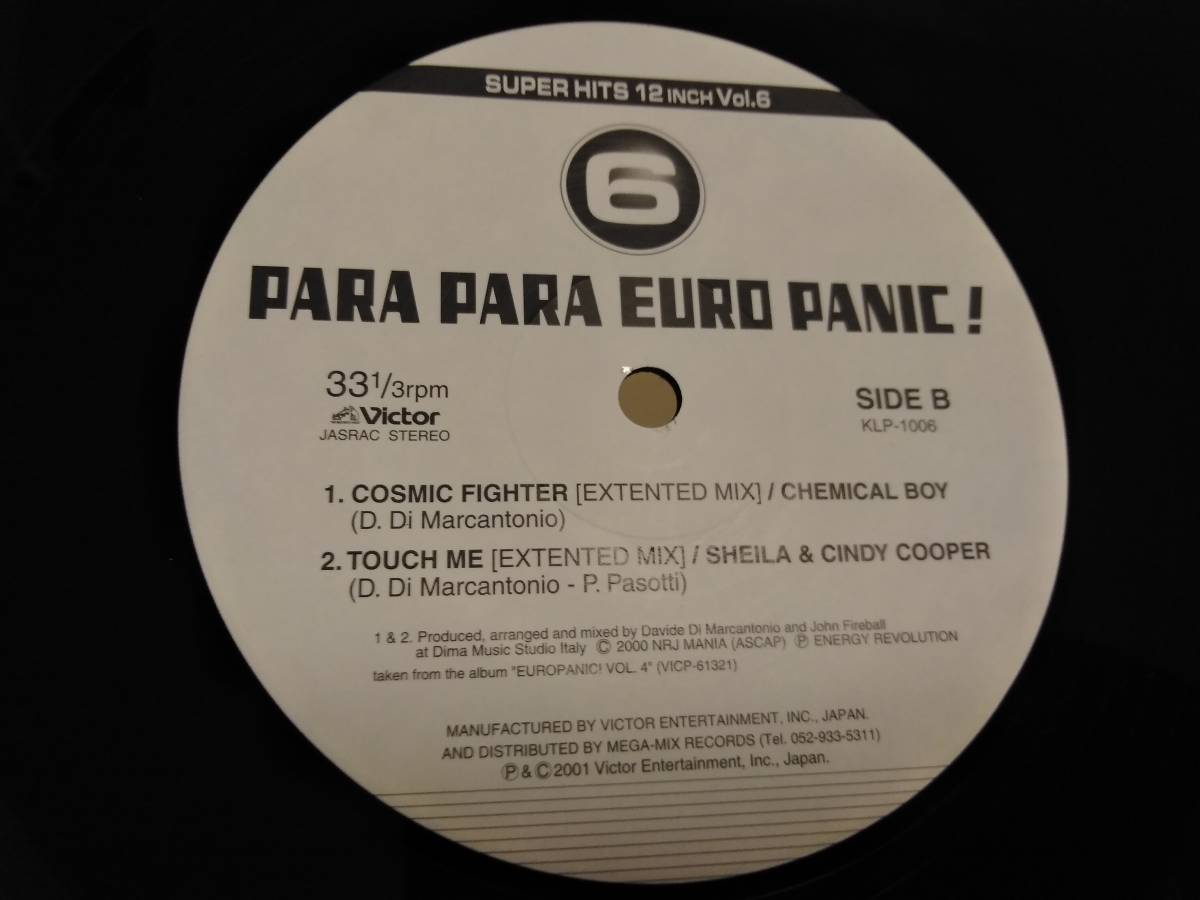 SUPER HITS 12 INCH Vol.6
6
PARA PARA EURO PANIC!
33 1/3rpm
Victor
JASRAC STEREO
SIDE B
KLP-1006
1. COSMIC FIGHTER [EXTENTED MIX] / CHEMICAL BOY
(D. Di Marcantonio)
2. TOUCH ME [EXTENTED MIX] / SHEILA & CINDY COOPER
(D. Di Marcantonio - P. Pasotti)
1 & 2. Produced, arranged and mixed by Davide Di Marcantonio and John Fireball
at Dima Music Studio Italy © 2000 NRJ MANIA (ASCAP) ℗ ENERGY REVOLUTION
taken from the album "EUROPANIC! VOL. 4" (VICP-61321)
MANUFACTURED BY VICTOR ENTERTAINMENT, INC., JAPAN.
AND DISTRIBUTED BY MEGA-MIX RECORDS (Tel. 052-933-5311)
℗ & © 2001 Victor Entertainment, Inc., Japan.